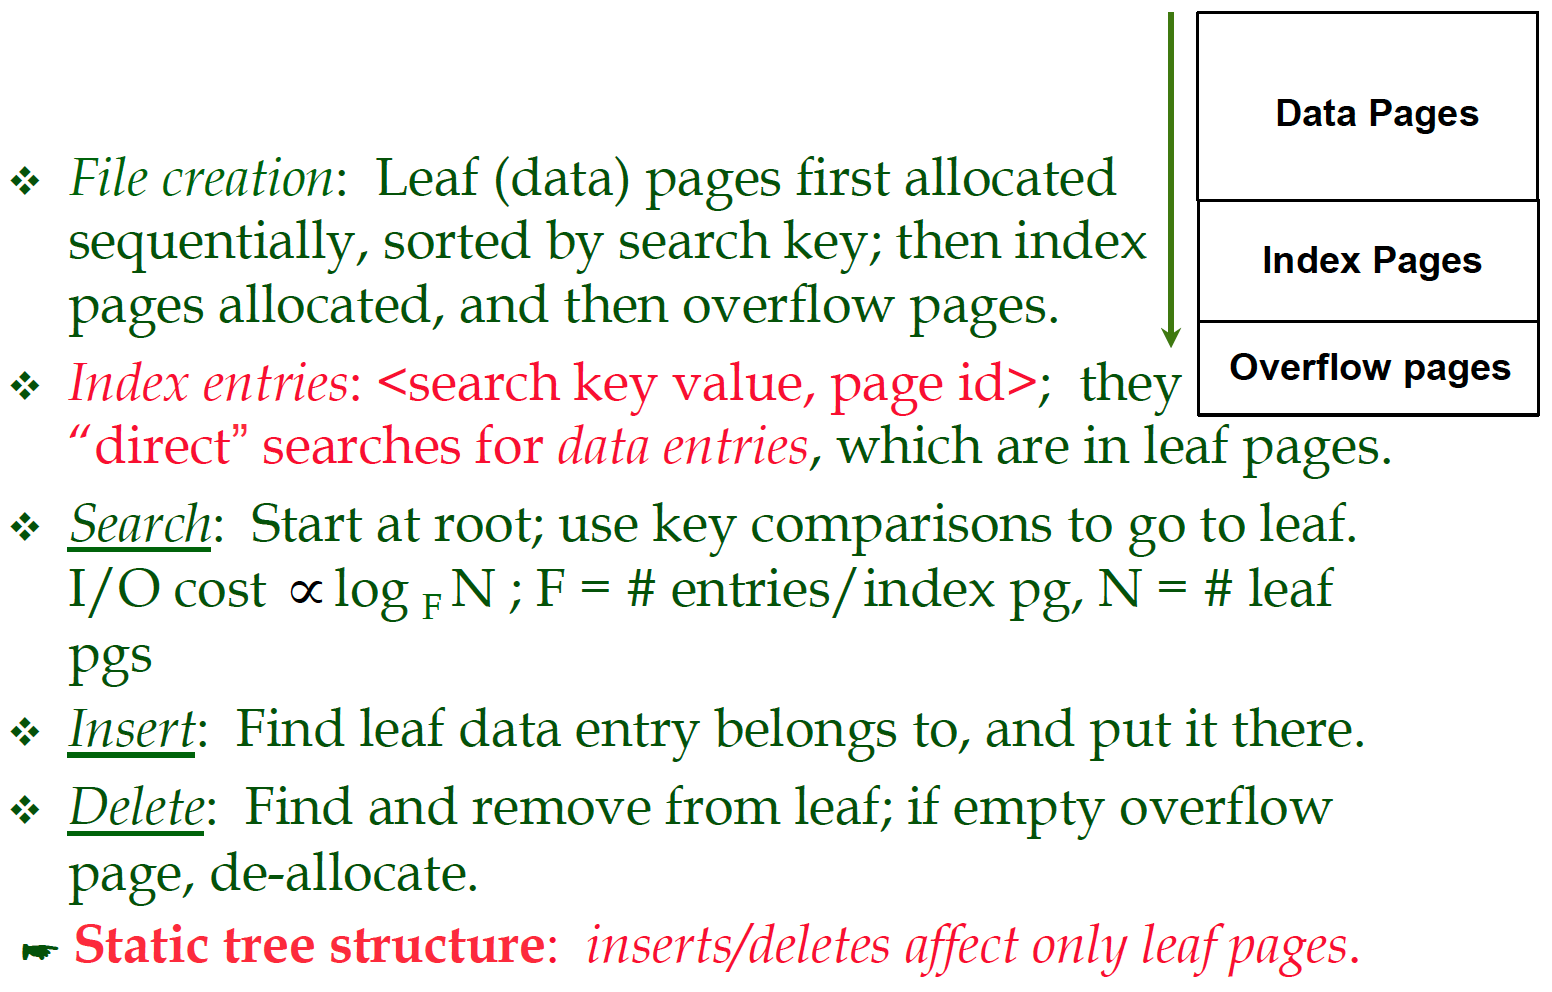 Data Pages
Index Pages
Overflow pages
❖ File creation: Leaf (data) pages first allocated
sequentially, sorted by search key; then index
pages allocated, and then overflow pages.
❖ Index entries: <search key value, page id>; they
“direct” searches for data entries, which are in leaf pages.
❖ Search: Start at root; use key comparisons to go to leaf.
I/O cost ∝ log F N ; F = # entries/index pg, N = # leaf
pgs
❖ Insert: Find leaf data entry belongs to, and put it there.
❖ Delete: Find and remove from leaf; if empty overflow
page, de-allocate.
☛ Static tree structure: inserts/deletes affect only leaf pages.